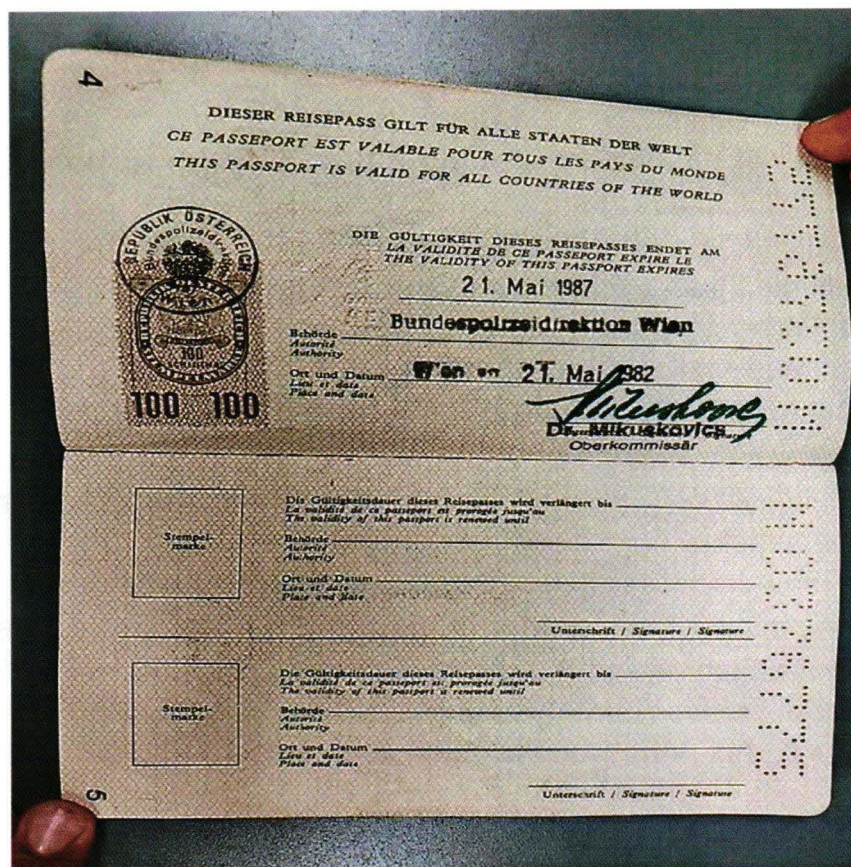 4
DIESER REISEPASS GILT FÜR ALLE STAATEN DER WELT
CE PASSEPORT EST VALABLE POUR TOUS LES PAYS DU MONDE
THIS PASSPORT IS VALID FOR ALL COUNTRIES OF THE WORLD
REPUBLIK ÖSTERREICH
DIE GÜLTIGKEIT DIESES REISEPASSES ENDET AM
LA VALIDITE DE CE PASSEPORT EXPIRE LE
THE VALIDITY OF THIS PASSPORT EXPIRES
21. Mai 1987
Behörde Bundespolizeidirektion Wien
Autorité
Authority
100
Ort und Datum Wien am 21. Mai 1982
Lieu et date
Place and date
100 100
Dr. Mikuskovics
Oberkommissär
Stempel-
marke
Die Gültigkeitsdauer dieses Reisepasses wird verlängert bis
La validité de ce passeport est prorogée jusqu'au
The validity of this passport is renewed until
Behörde
Autorité
Authority
Ort und Datum
Lieu et date
Place and date
Unterschrift / Signature / Signature
Stempel-
marke
Die Gültigkeitsdauer dieses Reisepasses wird verlängert bis
La validité de ce passeport est prorogée jusqu'au
The validity of this passport is renewed until
Behörde
Autorité
Authority
Ort und Datum
Lieu et date
Place and date
Unterschrift / Signature / Signature
5